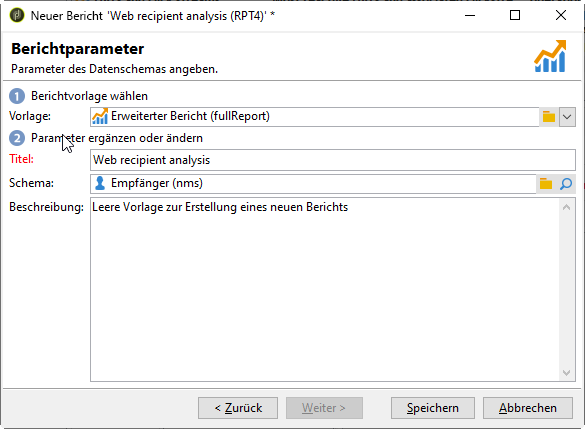 Neuer Bericht 'Web recipient analysis (RPT4)' *
Berichtparameter
Parameter des Datenschemas angeben.
1 Berichtvorlage wählen
Vorlage: Erweiterter Bericht (fullReport)
2 Parameter ergänzen oder ändern
Titel: Web recipient analysis
Schema: Empfänger (nms)
Beschreibung: Leere Vorlage zur Erstellung eines neuen Berichts
< Zurück Weiter > Speichern Abbrechen